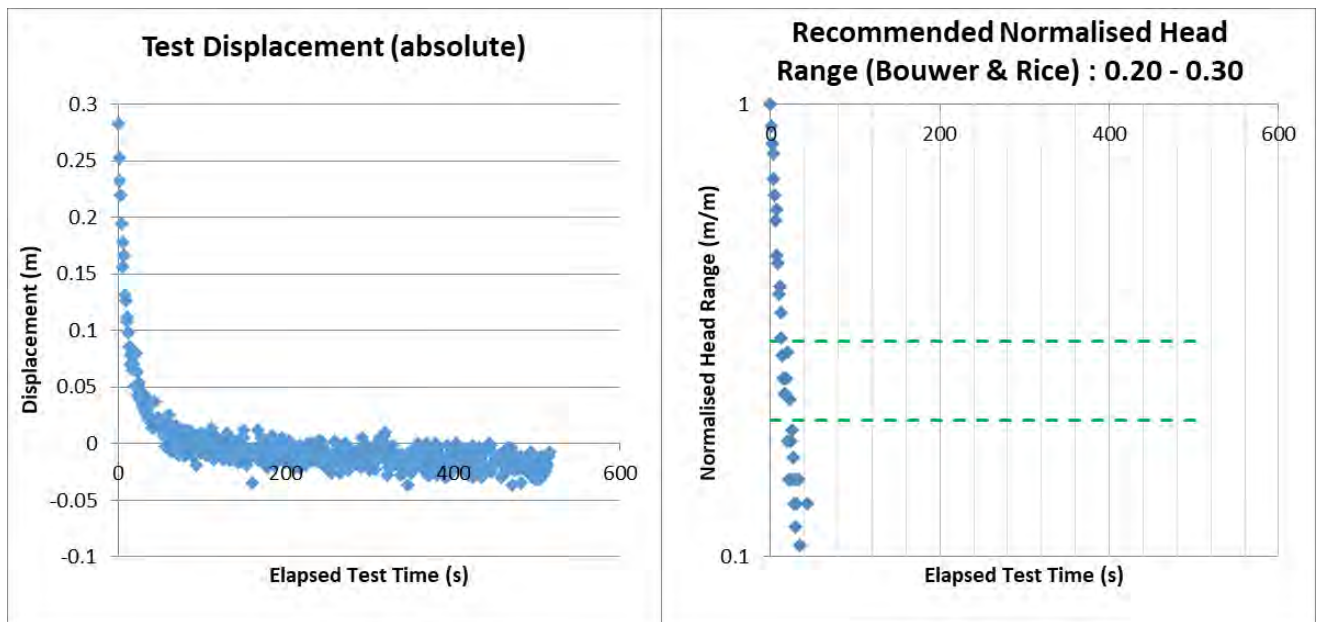 Test Displacement (absolute)
0.3
0.25
0.2
0.15
0.1
0.05
0
-0.05
-0.1
0
200
400
600
Displacement (m)
Elapsed Test Time (s)
Recommended Normalised Head
Range (Bouwer & Rice) : 0.20 - 0.30
1
0.1
0
200
400
600
Normalised Head Range (m/m)
Elapsed Test Time (s)